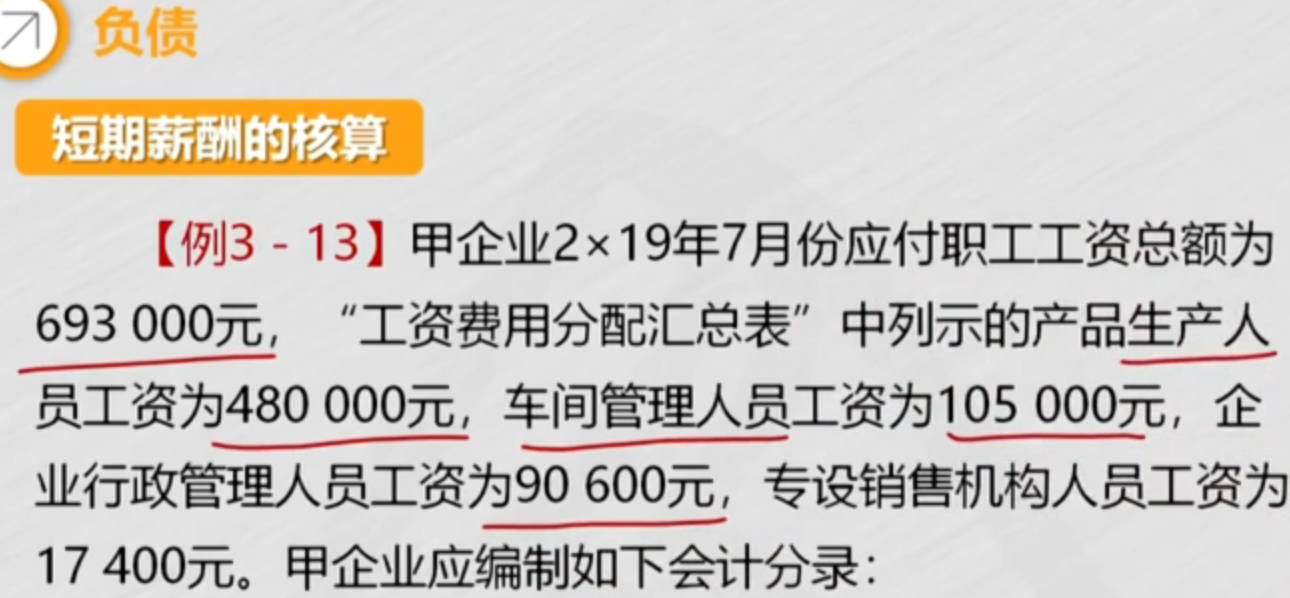 负债
短期薪酬的核算
【例3-13】甲企业2×19年7月份应付职工工资总额为
693 000元，“工资费用分配汇总表”中列示的产品生产人
员工资为480 000元，车间管理人员工资为105 000元，企
业行政管理人员工资为90 600元，专设销售机构人员工资为
17 400元。甲企业应编制如下会计分录：